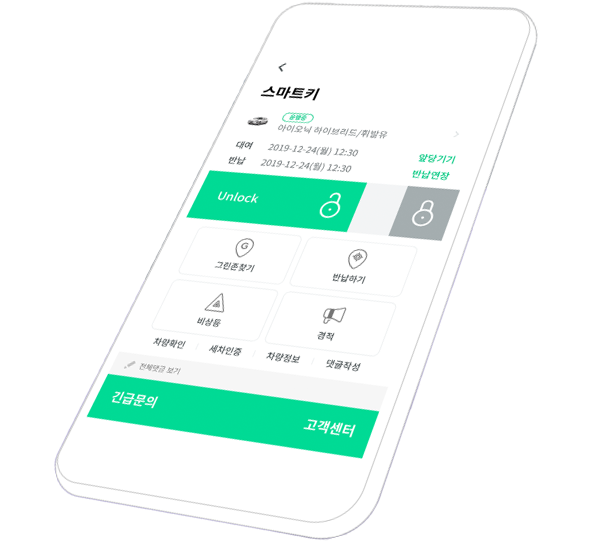 스마트키
운행중
아이오닉 하이브리드/휘발유
대여 2019-12-24(월) 12:30 앞당기기
반납 2019-12-24(월) 12:30 반납연장
Unlock
G
그린존찾기 반납하기
비상등 경적
차량확인 세차인증 차량정보 댓글작성
전체댓글 보기
긴급문의 고객센터